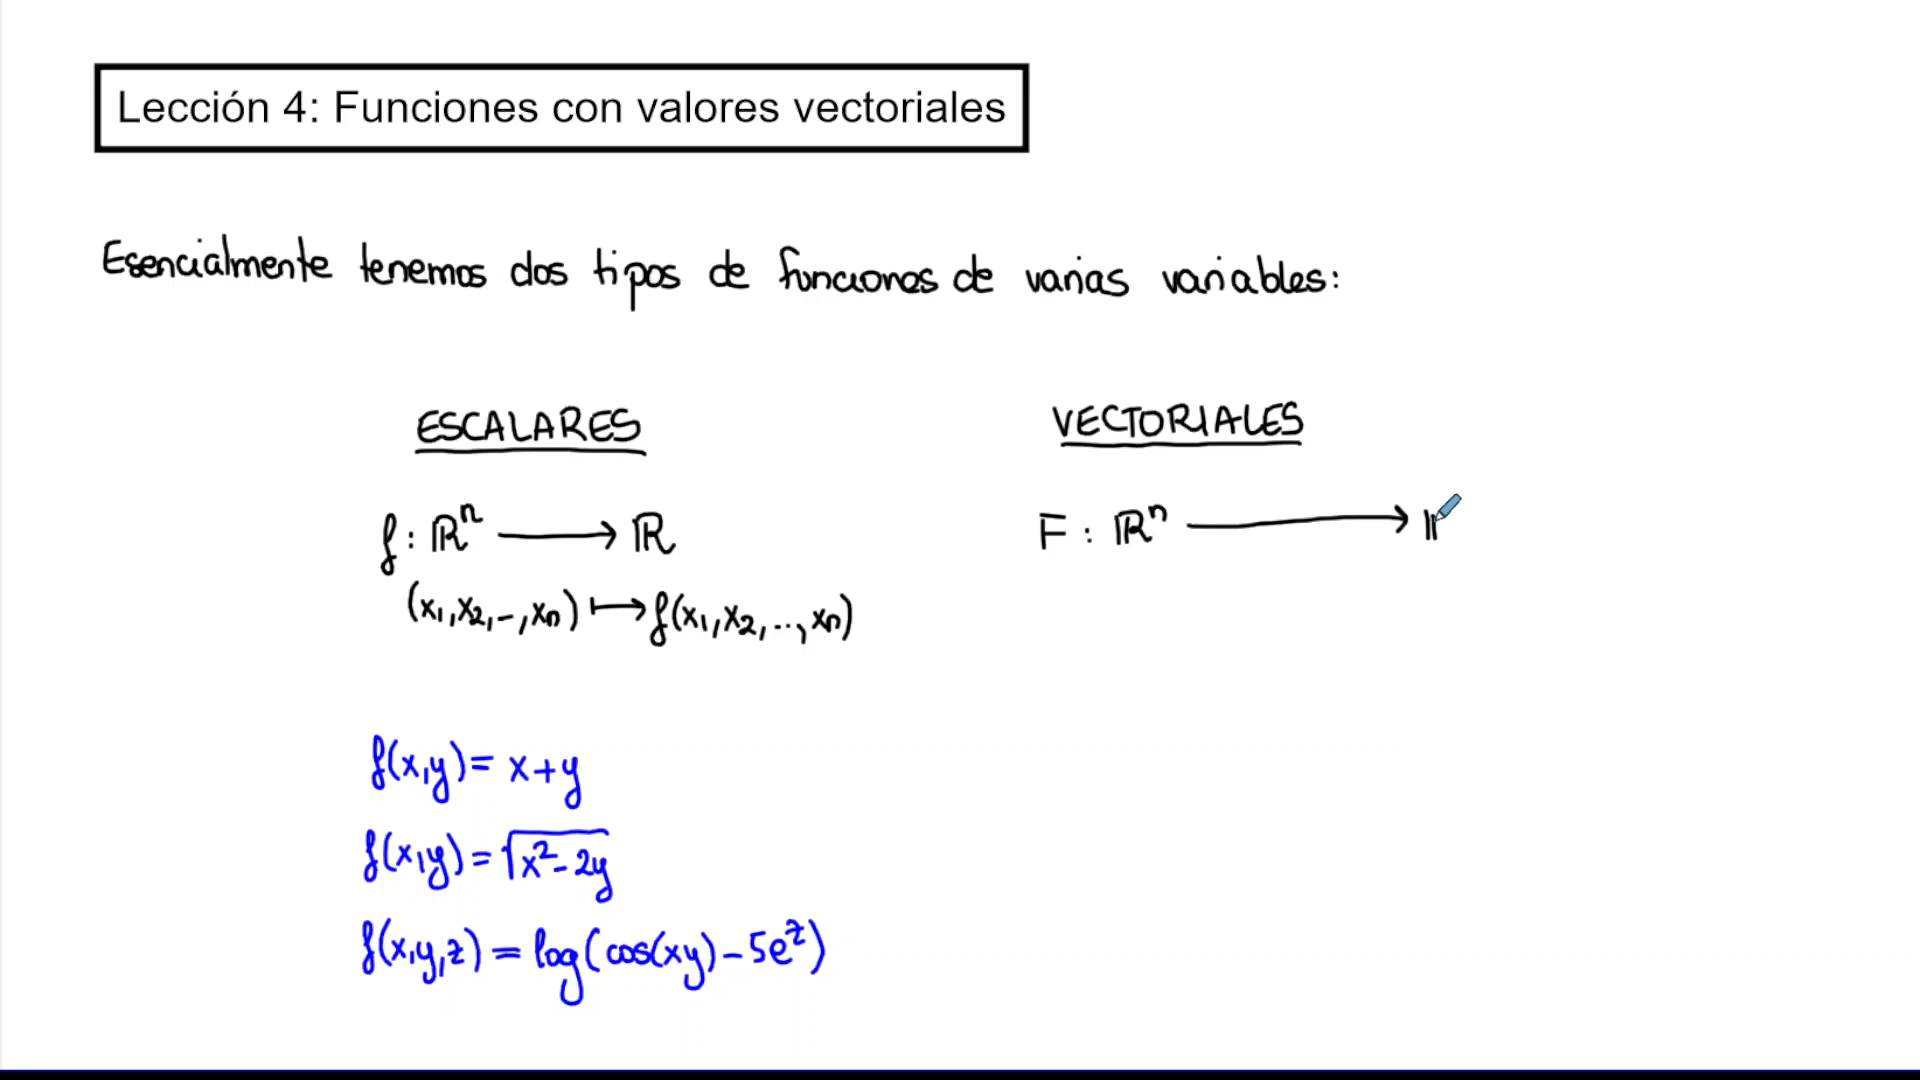 Lección 4: Funciones con valores vectoriales
Esencialmente tenemos dos tipos de funciones de varias variables:
ESCALARES
f: ℝⁿ ⟶ ℝ
(x₁,x₂,-,xₙ) ⟼ f(x₁,x₂,...,xₙ)
f(x,y)= x+y
f(x,y) = √(x²-2y)
f(x,y,z) = log(cos(xy)-5e^z)
VECTORIALES
F : ℝⁿ ⟶